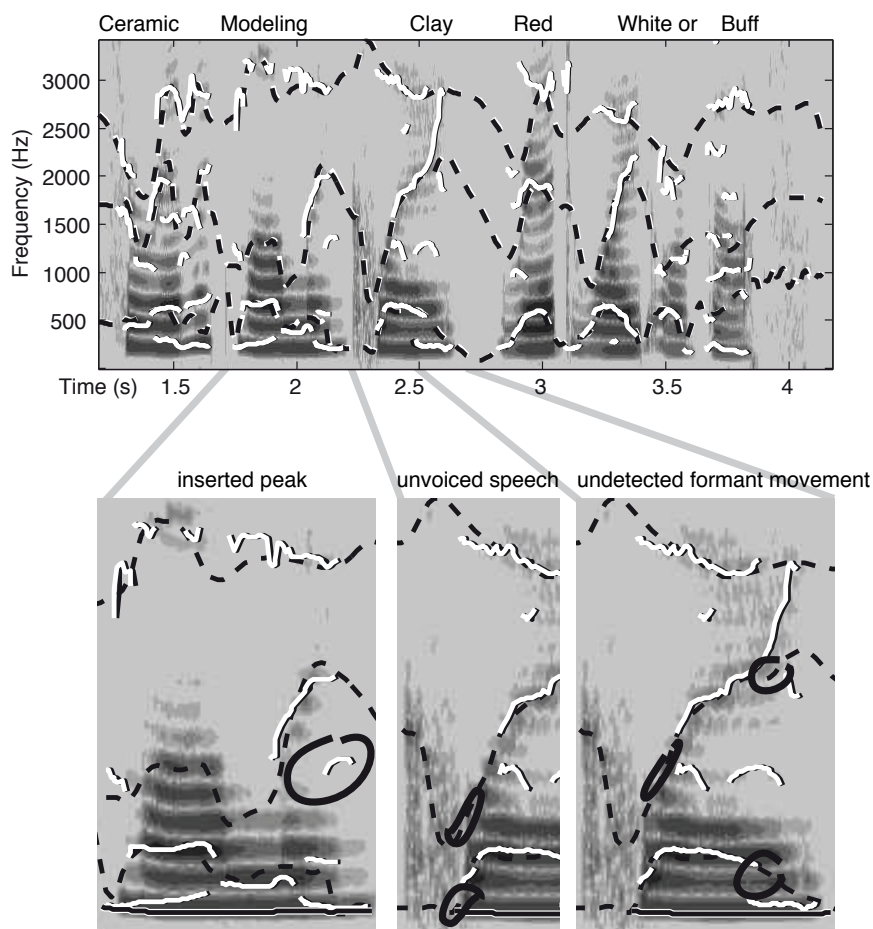 Ceramic Modeling Clay Red White or Buff
3000
2500
2000
1500
1000
500
Frequency (Hz)
Time (s) 1.5 2 2.5 3 3.5 4
inserted peak unvoiced speech undetected formant movement